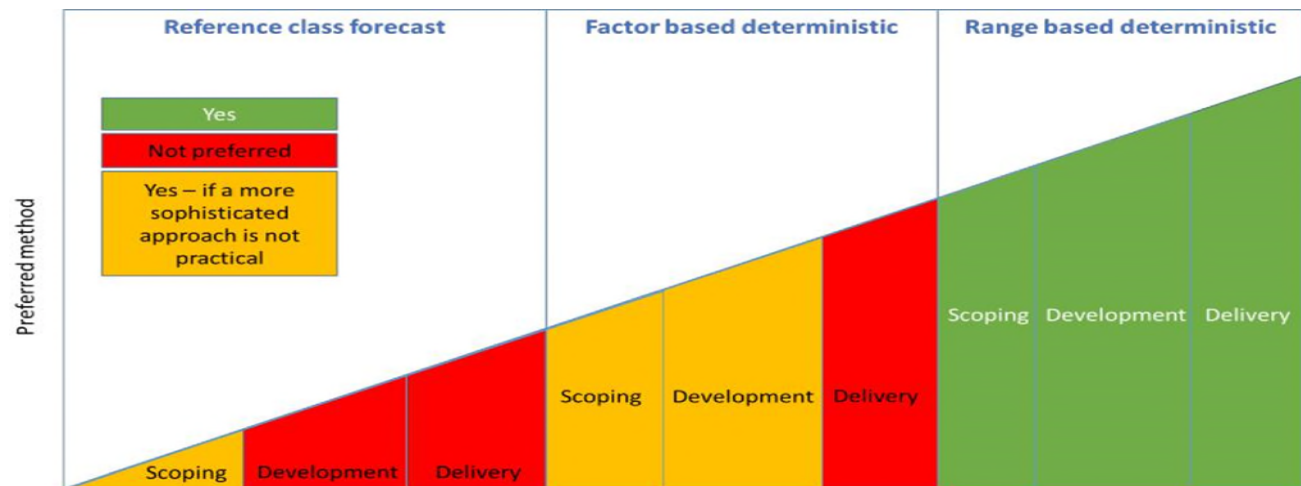 Reference class forecast
Factor based deterministic
Range based deterministic
Yes
Not preferred
Yes – if a more
sophisticated
approach is not
practical
Preferred method
Scoping
Development
Delivery
Scoping
Development
Delivery
Scoping
Development
Delivery